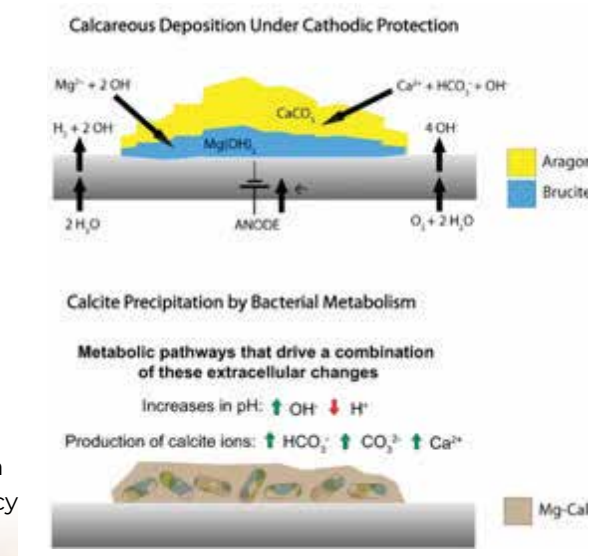 Calcareous Deposition Under Cathodic Protection
Mg²⁺ + 2 OH⁻
Ca²⁺ + HCO₃⁻ + OH⁻
CaCO₃
H₂ + 2 OH⁻
4 OH⁻
Mg(OH)₂
Aragon
e⁻
Brucite
2 H₂O
ANODE
O₂ + 2 H₂O
Calcite Precipitation by Bacterial Metabolism
Metabolic pathways that drive a combination
of these extracellular changes
Increases in pH: ↑ OH⁻ ↓ H⁺
Production of calcite ions: ↑ HCO₃⁻ ↑ CO₃²⁻ ↑ Ca²⁺
cy
Mg-Cal